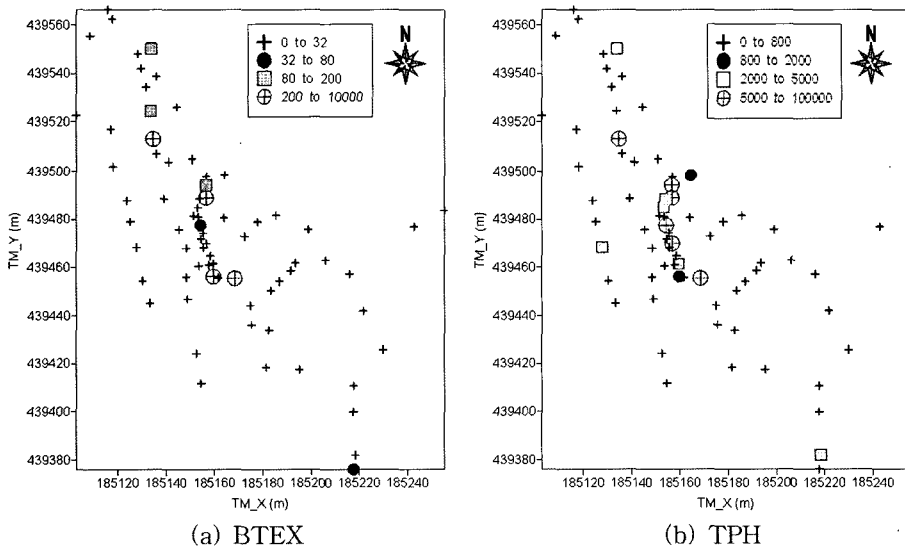 439560
439540
439520
439500
439480
439460
439440
439420
439400
439380
TM_Y (m)
0 to 32
32 to 80
80 to 200
200 to 10000
N
185120 185140 185160 185180 185200 185220 185240
TM_X (m)
(a) BTEX
439560
439540
439520
439500
439480
439460
439440
439420
439400
439380
TM_Y (m)
0 to 800
800 to 2000
2000 to 5000
5000 to 100000
N
185120 185140 185160 185180 185200 185220 185240
TM_X (m)
(b) TPH